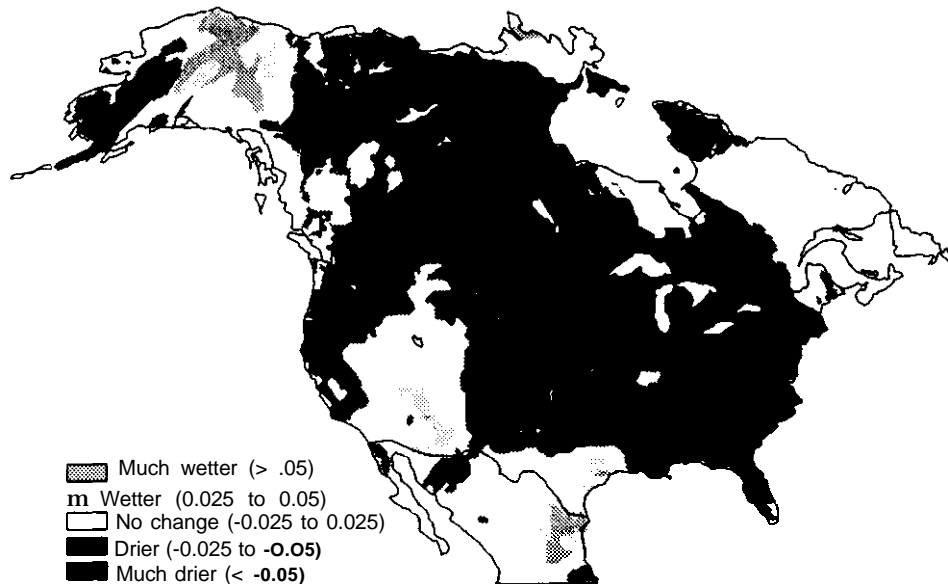 Much wetter (> .05)
m Wetter (0.025 to 0.05)
No change (-0.025 to 0.025)
Drier (-0.025 to -O.O5)
Much drier (< -0.05)